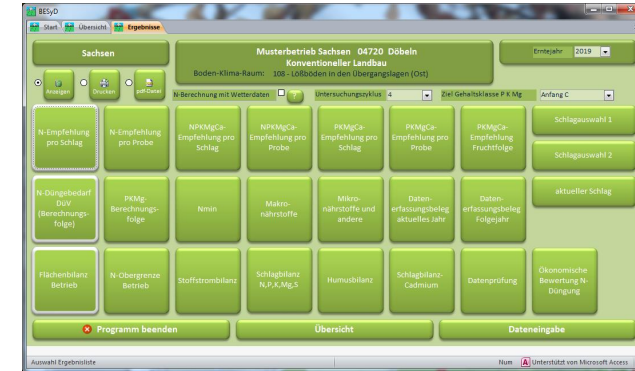 BESyD
Start Übersicht Ergebnisse
Sachsen
Musterbetrieb Sachsen 04720 Döbeln
Konventioneller Landbau
Boden-Klima-Raum: 108 - Lößböden in den Übergangslagen (Ost)
Erntejahr 2019
Anzeigen Drucken pdf-Datei
N-Berechnung mit Wetterdaten ? Untersuchungszyklus 4 Ziel Gehaltsklasse P K Mg Anfang C
N-Empfehlung pro Schlag
N-Empfehlung pro Probe
NPKMgCa-Empfehlung pro Schlag
NPKMgCa-Empfehlung pro Probe
PKMgCa-Empfehlung pro Schlag
PKMgCa-Empfehlung pro Probe
PKMgCa-Empfehlung Fruchtfolge
Schlagauswahl 1
Schlagauswahl 2
N-Düngebedarf DüV (Berechnungs-folge)
PKMg-Berechnungs-folge
Nmin
Makro-nährstoffe
Mikro-nährstoffe und andere
Daten-erfassungsbeleg aktuelles Jahr
Daten-erfassungsbeleg Folgejahr
aktueller Schlag
Flächenbilanz Betrieb
N-Obergrenze Betrieb
Stoffstrombilanz
Schlagbilanz N,P,K,Mg,S
Humusbilanz
Schlagbilanz-Cadmium
Datenprüfung
Ökonomische Bewertung N-Düngung
Programm beenden
Übersicht
Dateneingabe
Auswahl Ergebnisliste
Num
Unterstützt von Microsoft Access